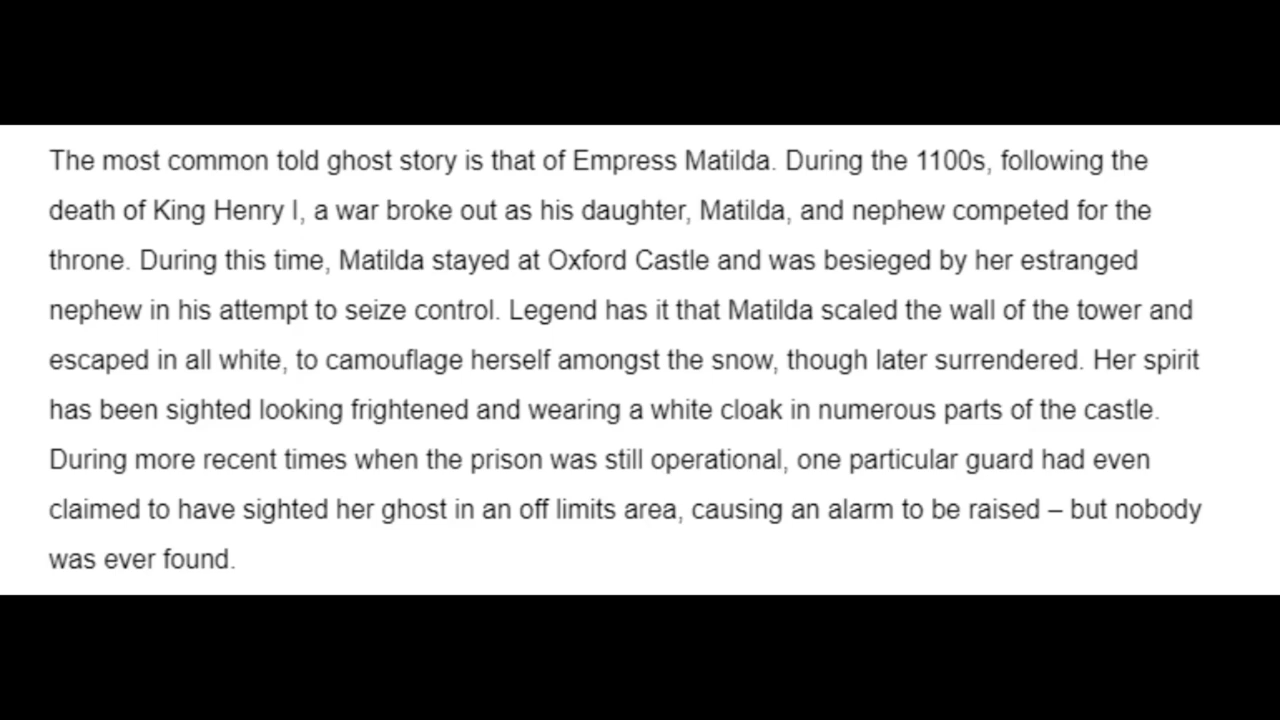 The most common told ghost story is that of Empress Matilda. During the 1100s, following the
death of King Henry I, a war broke out as his daughter, Matilda, and nephew competed for the
throne. During this time, Matilda stayed at Oxford Castle and was besieged by her estranged
nephew in his attempt to seize control. Legend has it that Matilda scaled the wall of the tower and
escaped in all white, to camouflage herself amongst the snow, though later surrendered. Her spirit
has been sighted looking frightened and wearing a white cloak in numerous parts of the castle.
During more recent times when the prison was still operational, one particular guard had even
claimed to have sighted her ghost in an off limits area, causing an alarm to be raised – but nobody
was ever found.